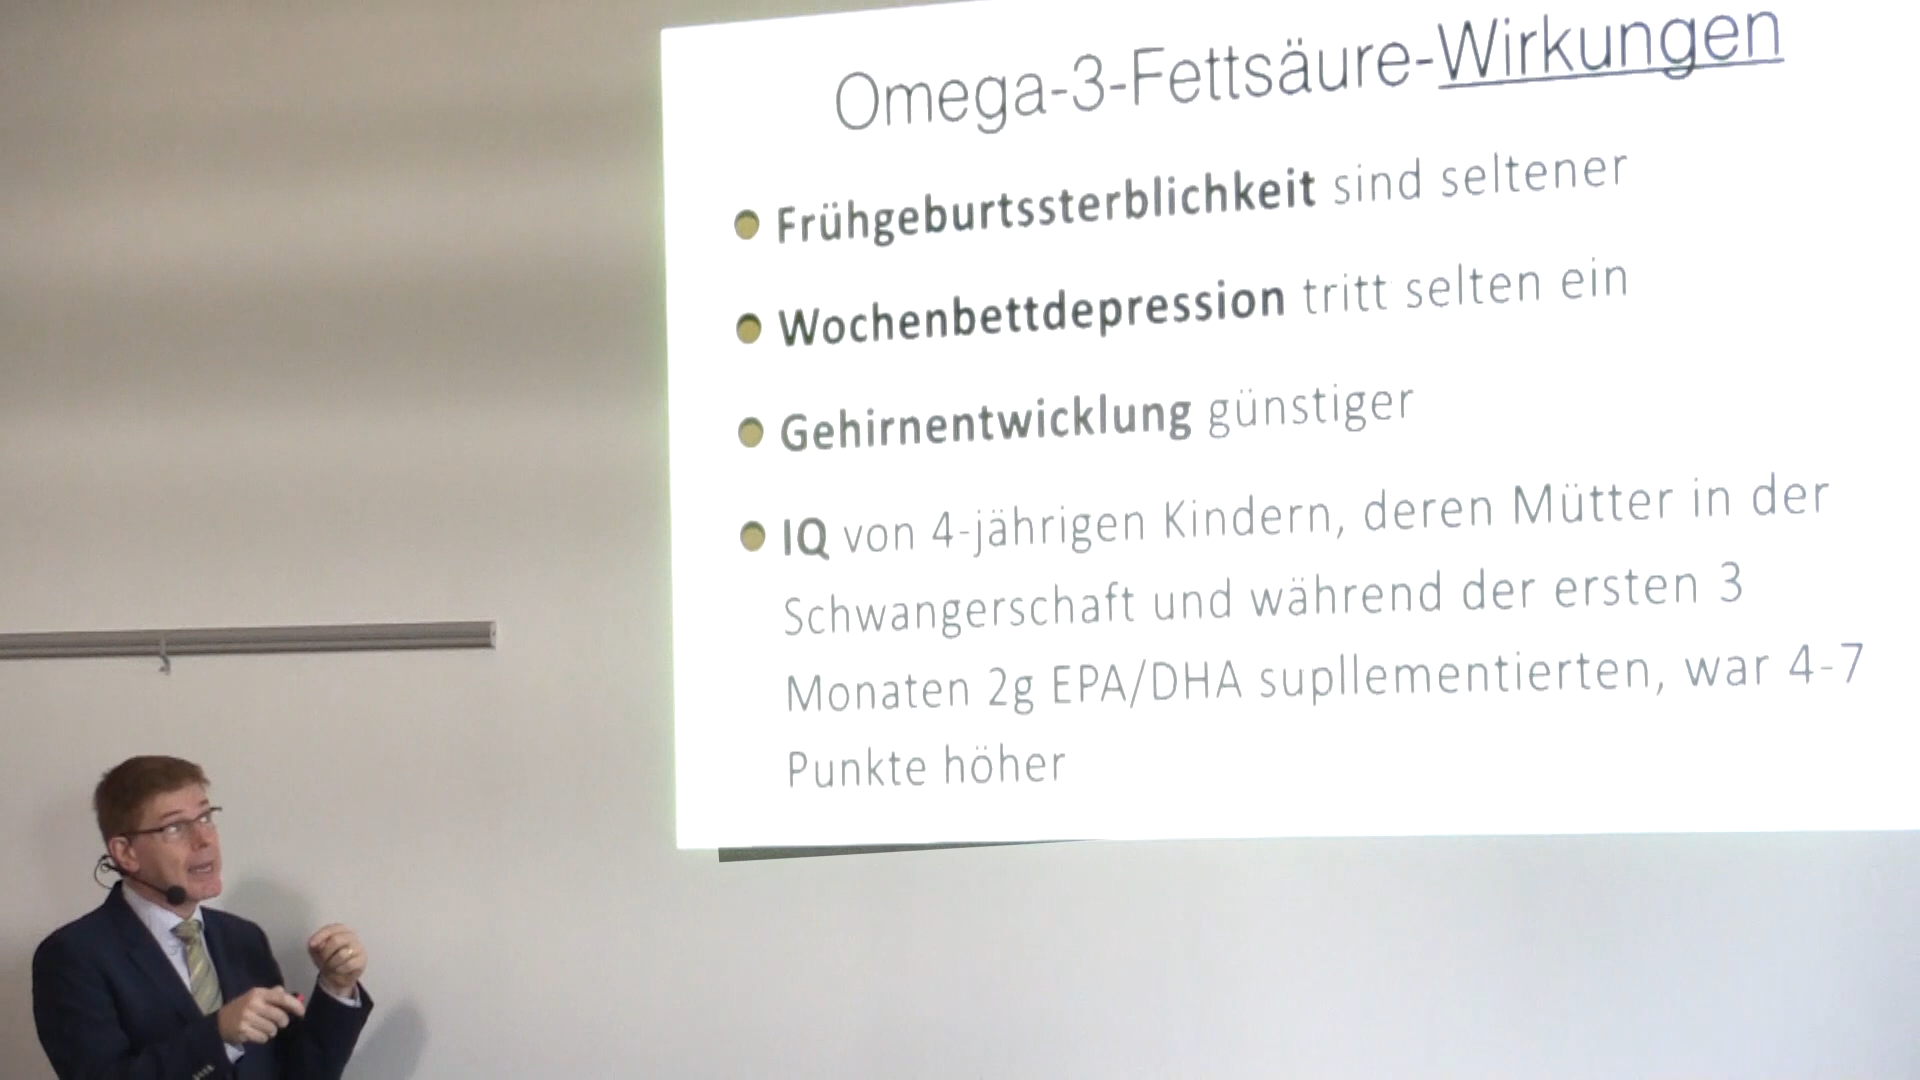 Omega-3-Fettsäure-Wirkungen
Frühgeburtssterblichkeit sind seltener
Wochenbettdepression tritt selten ein
Gehirnentwicklung günstiger
IQ von 4-jährigen Kindern, deren Mütter in der
Schwangerschaft und während der ersten 3
Monaten 2g EPA/DHA supllementierten, war 4-7
Punkte höher